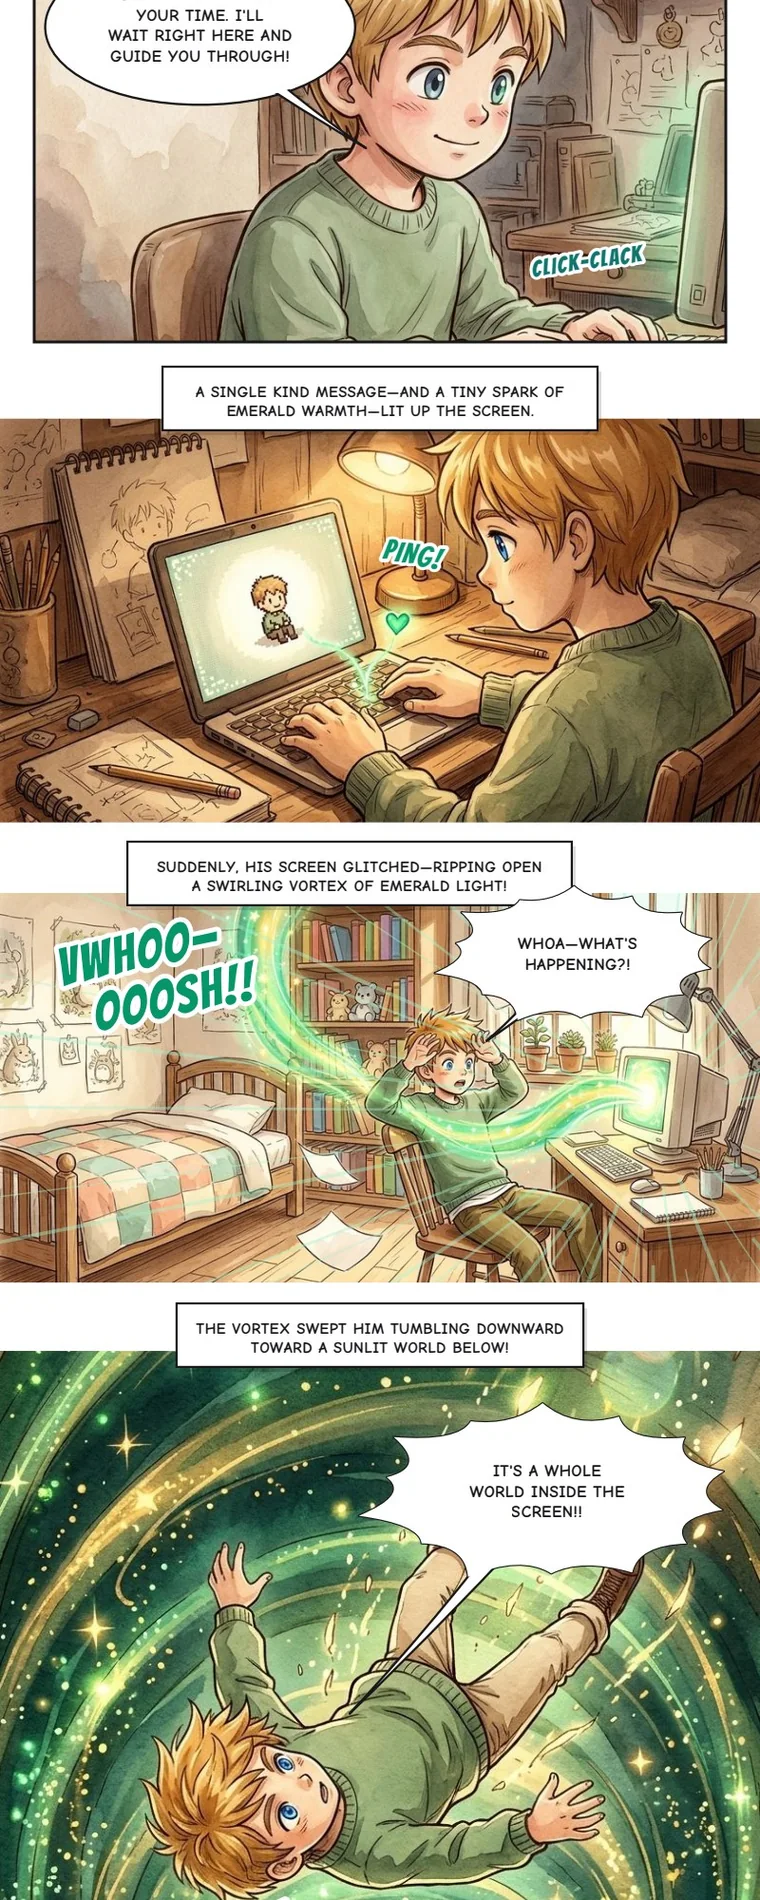 YOUR TIME. I'LL
WAIT RIGHT HERE AND
GUIDE YOU THROUGH!
CLICK-CLACK
A SINGLE KIND MESSAGE—AND A TINY SPARK OF
EMERALD WARMTH—LIT UP THE SCREEN.
PING!
SUDDENLY, HIS SCREEN GLITCHED—RIPPING OPEN
A SWIRLING VORTEX OF EMERALD LIGHT!
VWHOO—
OOOSH!!
WHOA—WHAT'S
HAPPENING?!
THE VORTEX SWEPT HIM TUMBLING DOWNWARD
TOWARD A SUNLIT WORLD BELOW!
IT'S A WHOLE
WORLD INSIDE THE
SCREEN!!